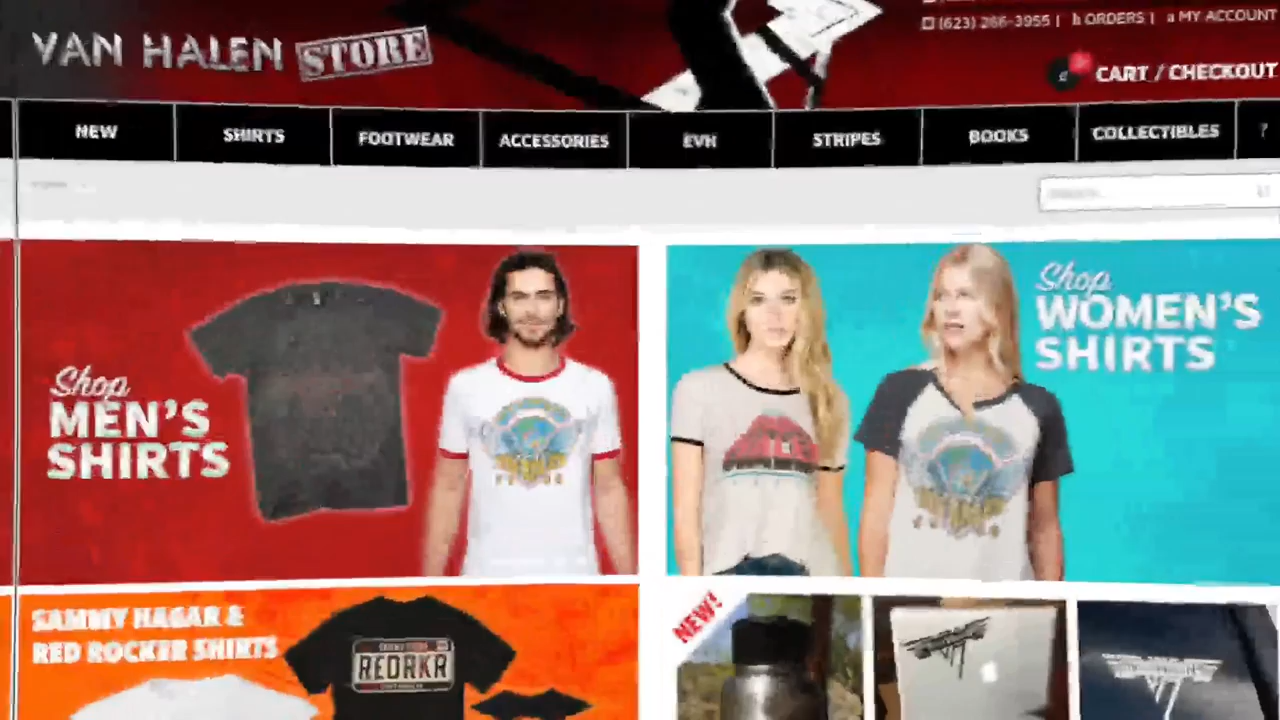 VAN HALEN STORE
(623) 266-3955 | h ORDERS | a MY ACCOUNT
CART / CHECKOUT
NEW SHIRTS FOOTWEAR ACCESSORIES EVH STRIPES BOOKS COLLECTIBLES
Shop
MEN'S
SHIRTS
Shop
WOMEN'S
SHIRTS
SAMMY HAGAR &
RED ROCKER SHIRTS
REDRKR
NEW!